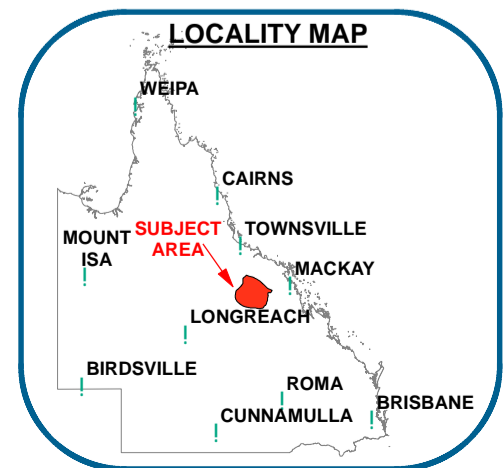 LOCALITY MAP
WEIPA
CAIRNS
SUBJECT
AREA
TOWNSVILLE
MOUNT
ISA
MACKAY
LONGREACH
BIRDSVILLE
ROMA
BRISBANE
CUNNAMULLA